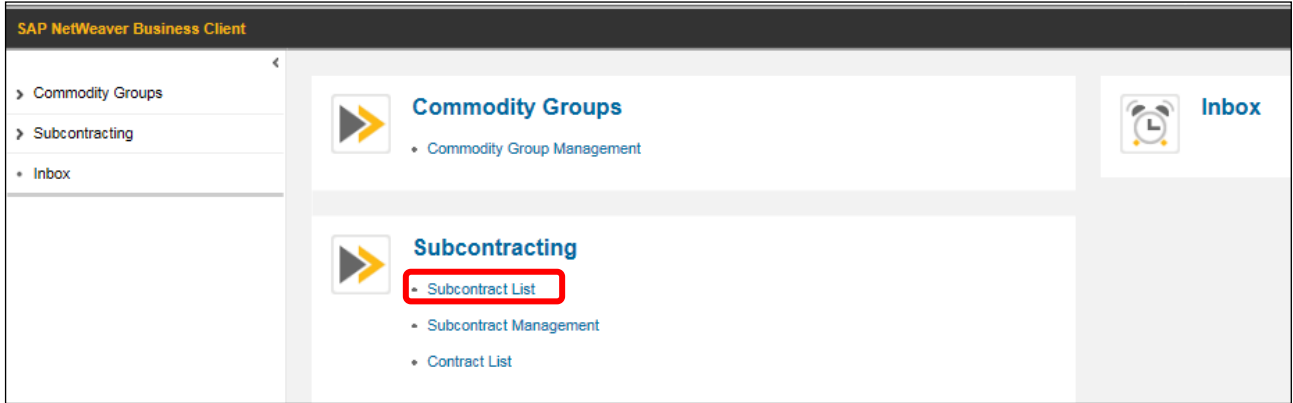 SAP NetWeaver Business Client
Commodity Groups
Subcontracting
Inbox
Commodity Groups
Commodity Group Management
Inbox
Subcontracting
Subcontract List
Subcontract Management
Contract List